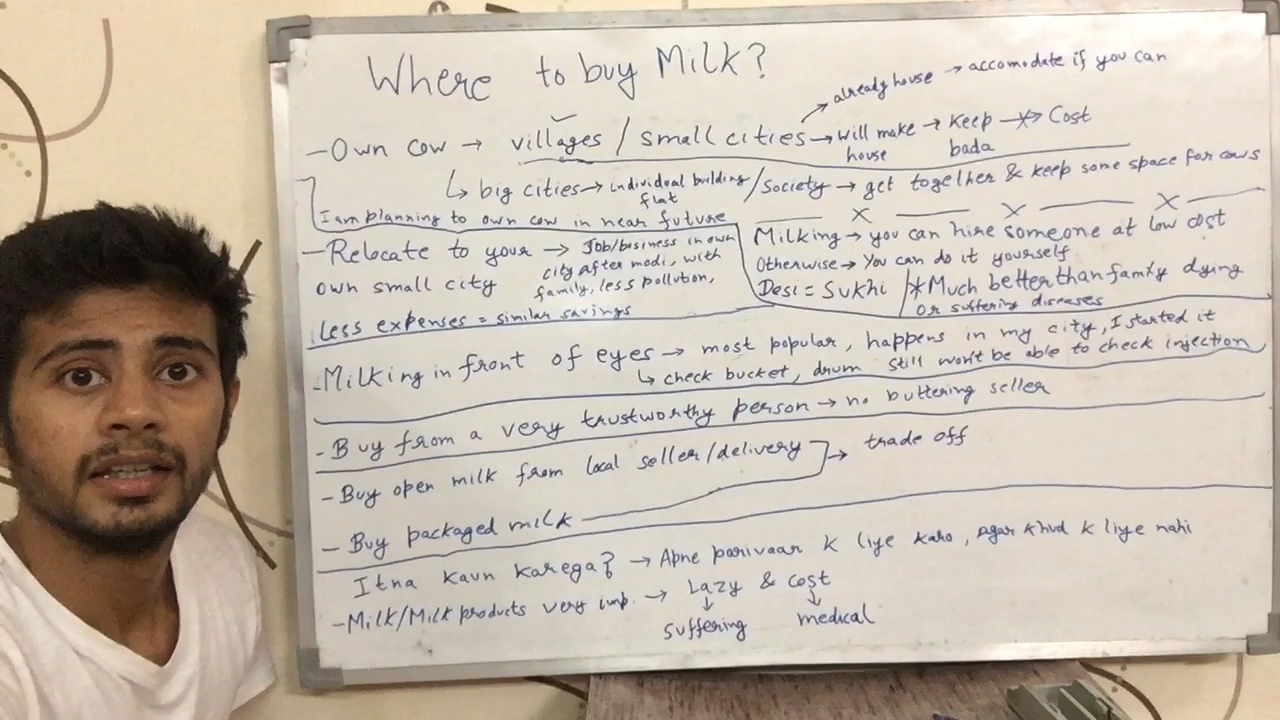 Where to buy Milk?
already house → accomodate if you can
- Own cow → villages / small cities → will make house → Keep bada → Cost
↳ big cities → individual building / Society → get together & keep some space for cows
flat
I am planning to own cow in near future
Milking → you can hire someone at low cost
Otherwise → You can do it yourself
Desi = Sukhi / * Much better than family dying
or suffering diseases
- Relocate to your → Job/business in own
own small city city after modi, with
family, less pollution,
Less expenses = similar savings
- Milking in front of eyes → most popular, happens in my city, I started it
↳ check bucket, drum still won't be able to check injection
- Buy from a very trustworthy person → no buttering seller
- Buy open milk from local seller/delivery → trade off
- Buy packaged milk
Itna kaun karega? → Apne parivaar k liye karo, agar khud k liye nahi
- Milk/Milk products very imp. → Lazy & cost
suffering medical